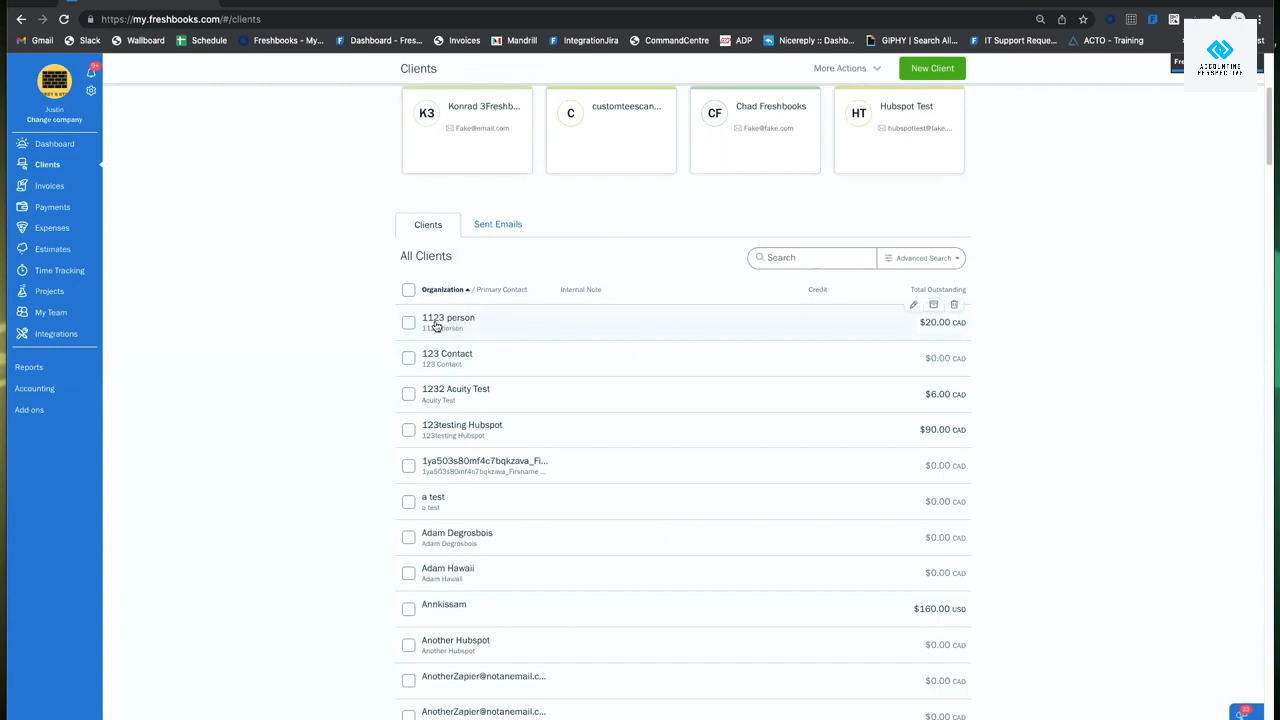 https://my.freshbooks.com/#/clients
Gmail
Slack
Wallboard
Schedule
Freshbooks - My...
Dashboard - Fres...
Invoices
Mandrill
IntegrationJira
CommandCentre
ADP
Nicereply :: Dashb...
GIPHY | Search All...
IT Support Reque...
ACTO - Training
ACCOUNTING
PERSPECTIVE
9+
Justin
Change company
Dashboard
Clients
Invoices
Payments
Expenses
Estimates
Time Tracking
Projects
My Team
Integrations
Reports
Accounting
Add-ons
Clients
More Actions
New Client
K3
Konrad 3Freshb...
Fake@email.com
C
customteescan...
CF
Chad Freshbooks
Fake@fake.com
HT
Hubspot Test
hubspottest@fake....
Clients
Sent Emails
All Clients
Search
Advanced Search
Organization / Primary Contact
Internal Note
Credit
Total Outstanding
1123 person
person
$20.00 CAD
123 Contact
123 Contact
$0.00 CAD
1232 Acuity Test
Acuity Test
$6.00 CAD
123testing Hubspot
123testing Hubspot
$90.00 CAD
1ya503s80mf4c7bqkzava_Fi...
1ya503s80mf4c7bqkzava_Firsname ...
$0.00 CAD
a test
a test
$0.00 CAD
Adam Degrosbois
Adam Degrosbois
$0.00 CAD
Adam Hawaii
Adam Hawaii
$0.00 CAD
Annkissam
$160.00 USD
Another Hubspot
Another Hubspot
$0.00 CAD
AnotherZapier@notanemail.c...
$0.00 CAD
AnotherZapier@notanemail.c...
$0.00 CAD
23